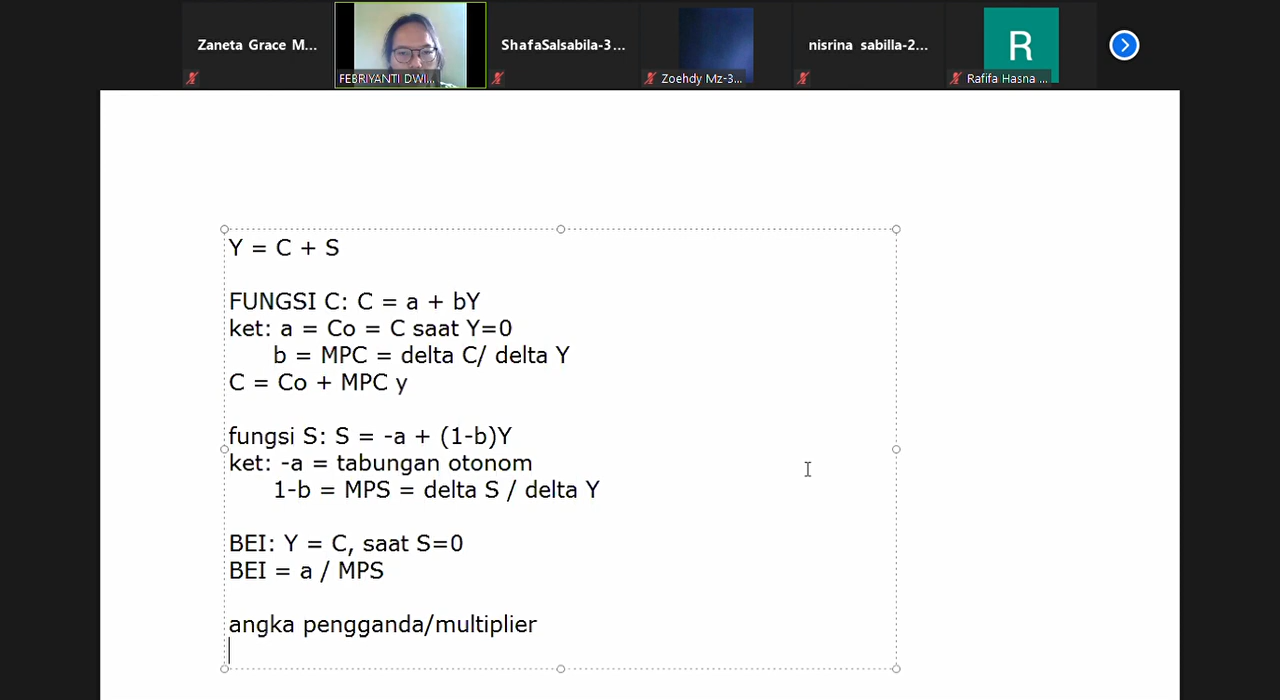 Zaneta Grace M...
FEBRIYANTI DWI...
ShafaSalsabila-3...
Zoehdy Mz-3...
nisrina sabilla-2...
R
Rafifa Hasna ...
Y = C + S
FUNGSI C: C = a + bY
ket: a = Co = C saat Y=0
b = MPC = delta C/ delta Y
C = Co + MPC y
fungsi S: S = -a + (1-b)Y
ket: -a = tabungan otonom
1-b = MPS = delta S / delta Y
BEI: Y = C, saat S=0
BEI = a / MPS
angka pengganda/multiplier